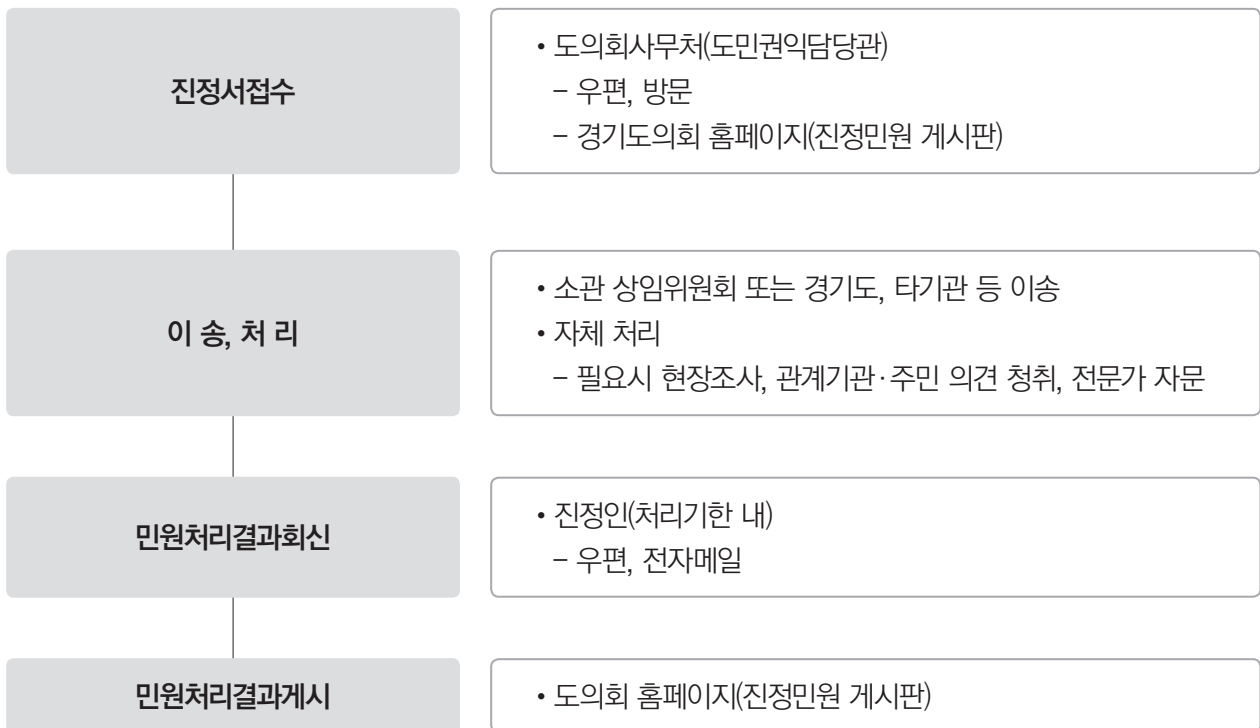 진정서접수
• 도의회사무처(도민권익담당관)
– 우편, 방문
– 경기도의회 홈페이지(진정민원 게시판)
이 송, 처 리
• 소관 상임위원회 또는 경기도, 타기관 등 이송
• 자체 처리
– 필요시 현장조사, 관계기관·주민 의견 청취, 전문가 자문
민원처리결과회신
• 진정인(처리기한 내)
– 우편, 전자메일
민원처리결과게시
• 도의회 홈페이지(진정민원 게시판)